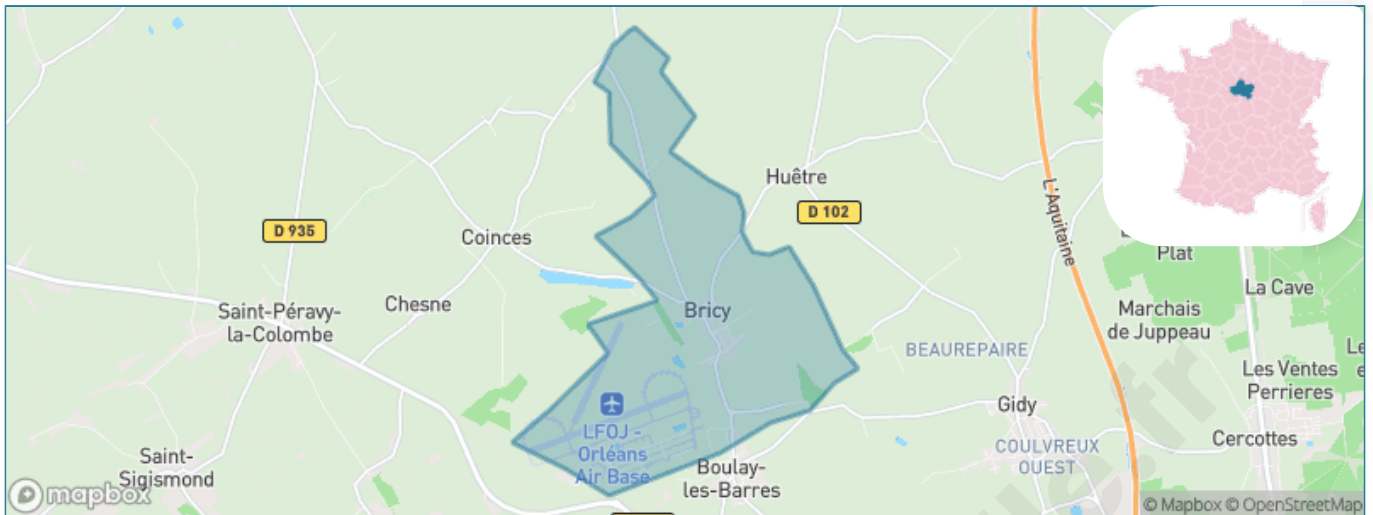 Huêtre
D 102
D 935
L'Aquitaine
Plat
Coinces
La Cave
Saint-Péravy-
la-Colombe
Chesne
Bricy
Marchais
de Juppeau
BEAUREPAIRE
Les Ventes
Perrieres
LFOJ -
Orléans
Air Base
Gidy
Cercottes
COULVREUX
OUEST
Saint-
Sigismond
Boulay-
les-Barres
mapbox
© Mapbox © OpenStreetMap